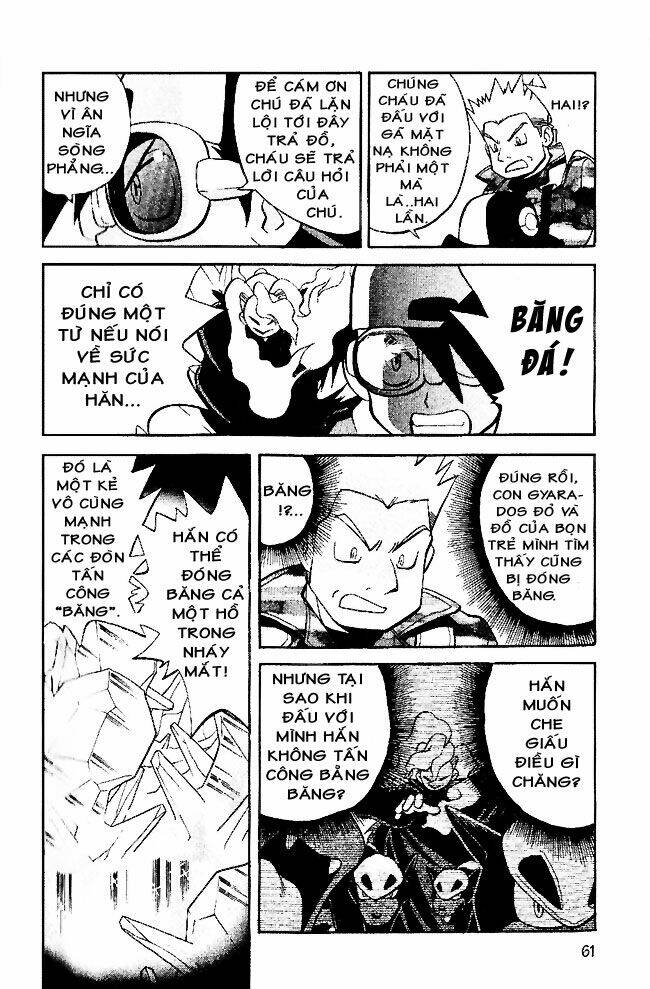 NHƯNG
VÌ ÂN
NGĨA
SÒNG
PHẲNG...
ĐỂ CÁM ƠN
CHÚ ĐÃ LẶN
LỘI TỚI ĐÂY
TRẢ ĐỒ,
CHÁU SẼ TRẢ
LỜI CÂU HỎI
CỦA
CHÚ.
CHÚNG
CHÁU ĐÃ
ĐẤU VỚI
GÃ MẶT
NẠ KHÔNG
PHẢI MỘT
MÀ
LÀ..HAI
LẦN.
HAI!?
CHỈ CÓ
ĐÚNG MỘT
TỪ NẾU NÓI
VỀ SỨC
MẠNH CỦA
HẮN...
BĂNG
ĐÁ!
ĐÓ LÀ
MỘT KẺ
VÔ CÙNG
MẠNH
TRONG
CÁC ĐÒN
TẤN
CÔNG
"BĂNG".
HẮN CÓ
THỂ
ĐÓNG
BĂNG CẢ
MỘT HỒ
TRONG
NHÁY
MẮT!
BĂNG
!?...
ĐÚNG RỒI,
CON GYARA-
DOS ĐỎ VÀ
ĐỒ CỦA BỌN
TRẺ MÌNH TÌM
THẤY CŨNG
BỊ ĐÓNG
BĂNG.
NHƯNG TẠI
SAO KHI
ĐẤU VỚI
MÌNH HẮN
KHÔNG TẤN
CÔNG BẰNG
BĂNG?
HẮN
MUỐN
CHE
GIẤU
ĐIỀU GÌ
CHĂNG?
61